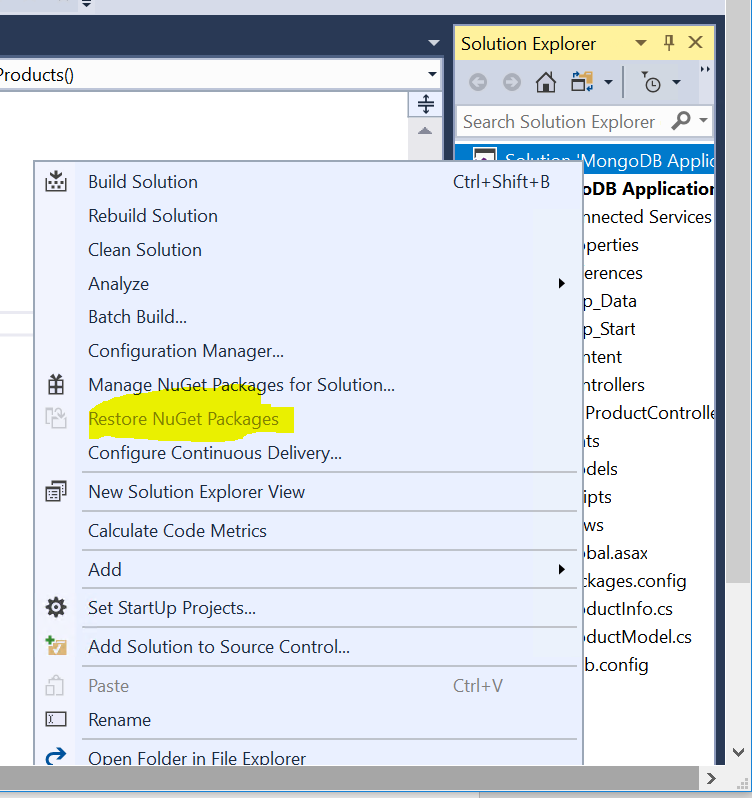 Products()
Solution Explorer
Search Solution Explorer
Solution 'MongoDB Applic
oDB Application
nnected Services
operties
erences
p_Data
p_Start
ntent
ntrollers
ProductControlle
ts
dels
ipts
ws
bal.asax
ckages.config
ductInfo.cs
ductModel.cs
b.config
Build Solution Ctrl+Shift+B
Rebuild Solution
Clean Solution
Analyze
Batch Build...
Configuration Manager...
Manage NuGet Packages for Solution...
Restore NuGet Packages
Configure Continuous Delivery...
New Solution Explorer View
Calculate Code Metrics
Add
Set StartUp Projects...
Add Solution to Source Control...
Paste Ctrl+V
Rename
Open Folder in File Explorer